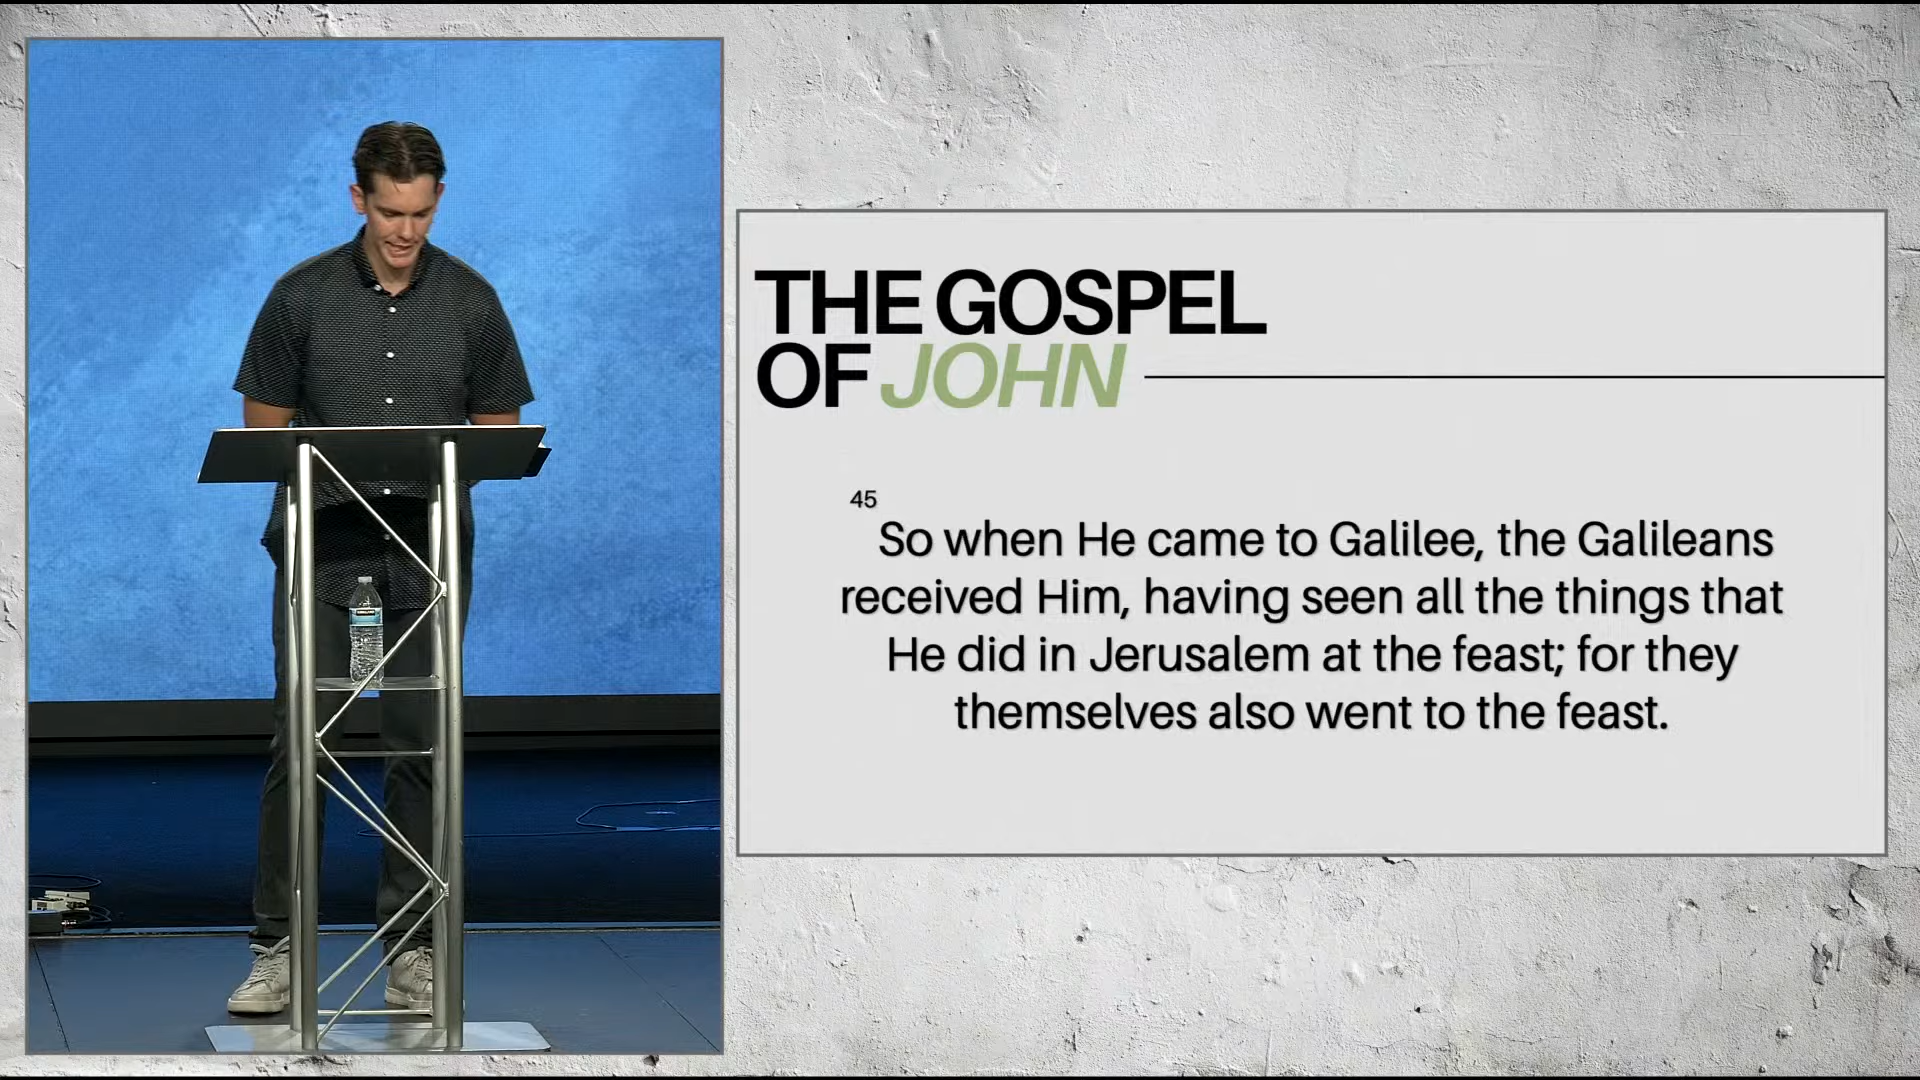 THE GOSPEL
OF JOHN
45
So when He came to Galilee, the Galileans
received Him, having seen all the things that
He did in Jerusalem at the feast; for they
themselves also went to the feast.